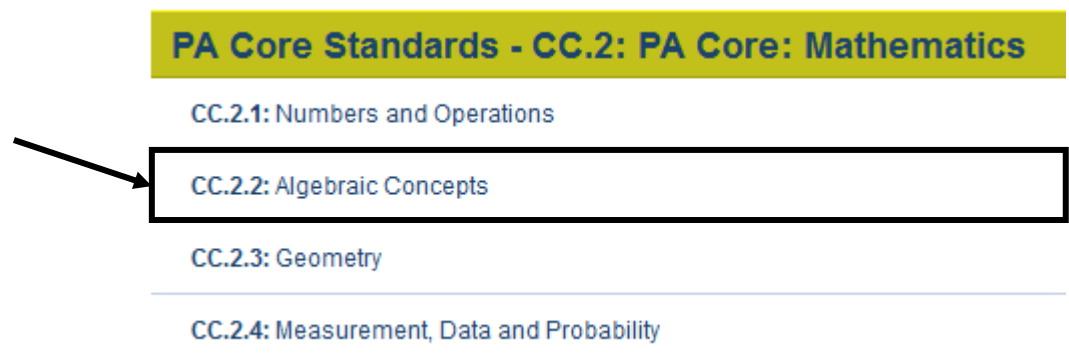 PA Core Standards - CC.2: PA Core: Mathematics
CC.2.1: Numbers and Operations
CC.2.2: Algebraic Concepts
CC.2.3: Geometry
CC.2.4: Measurement, Data and Probability